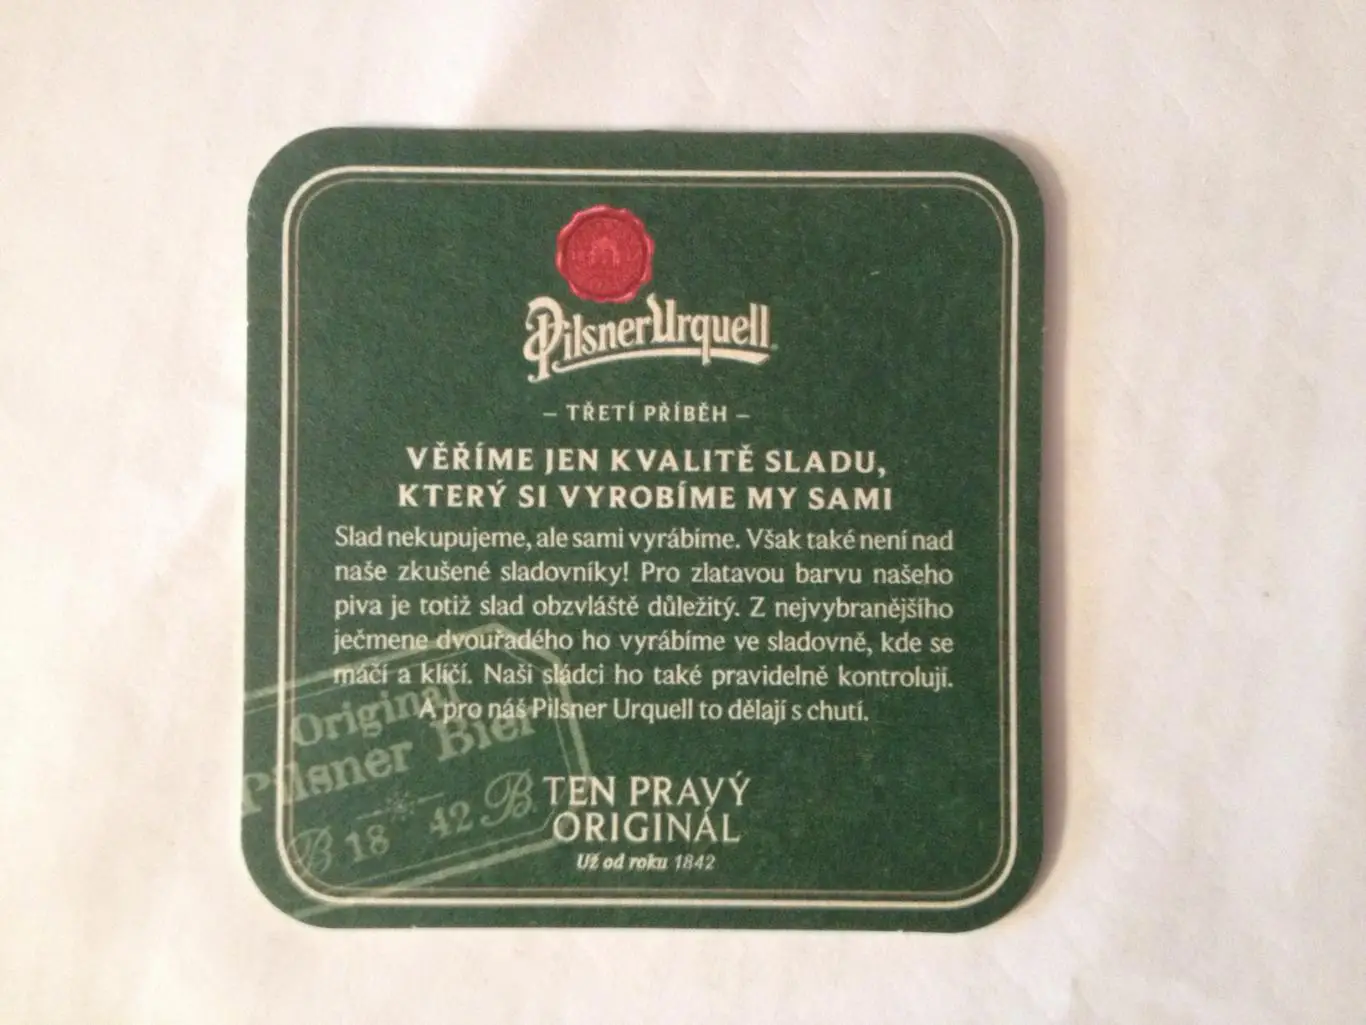 Pilsner Urquell
– TŘETÍ PŘÍBĚH –
VĚŘÍME JEN KVALITĚ SLADU,
KTERÝ SI VYROBÍME MY SAMI
Slad nekupujeme, ale sami vyrábíme. Však také není nad
naše zkušené sladovníky! Pro zlatavou barvu našeho
piva je totiž slad obzvláště důležitý. Z nejvybranějšího
ječmene dvouřadého ho vyrábíme ve sladovně, kde se
máčí a klíčí. Naši sládci ho také pravidelně kontrolují.
A pro náš Pilsner Urquell to dělají s chutí.
Original
Pilsner Bier
B 18 42 B
TEN PRAVÝ
ORIGINÁL
Už od roku 1842